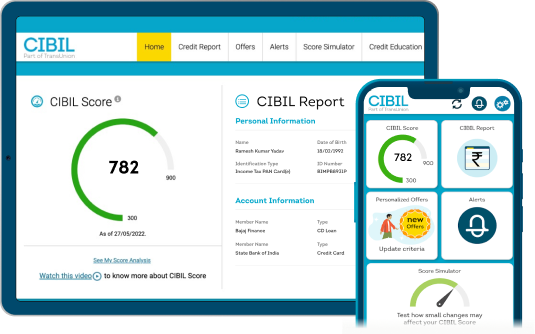 CIBIL
Part of TransUnion
Home Credit Report Offers Alerts Score Simulator Credit Education
CIBIL Score
782
900
300
As of 27/05/2022.
See My Score Analysis
Watch this video to know more about CIBIL Score
CIBIL Report
Personal Information
Name Date of Birth
Ramesh Kumar Yadav 18/02/1992
Identification Type ID Number
Income Tax PAN Card(e) BIMPB8931P
Account Information
Member Name Type
Bajaj Finance CD Loan
Member Name Type
State Bank of India Credit Card
CIBIL
Part of TransUnion
CIBIL Score
782
900
300
CIBIL Report
₹
Personalized Offers
new
Offers
Update criteria
Alerts
Score Simulator
Test how small changes may
affect your CIBIL Score